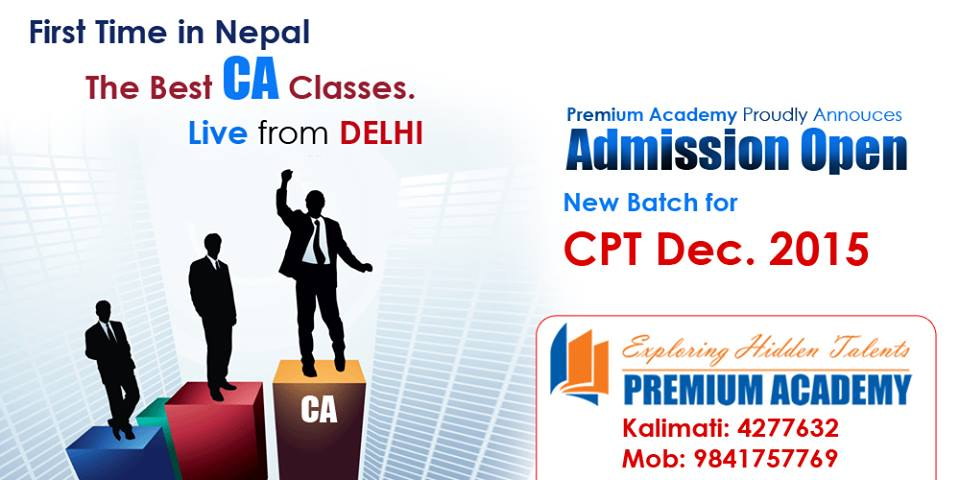 First Time in Nepal
The Best CA Classes.
Live from DELHI
Premium Academy Proudly Annouces
Admission Open
New Batch for
CPT Dec. 2015
CA
Exploring Hidden Talents
PREMIUM ACADEMY
Kalimati: 4277632
Mob: 9841757769